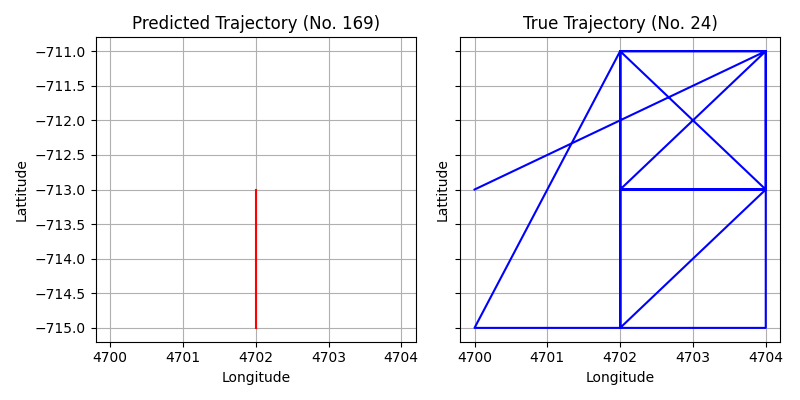 Predicted Trajectory (No. 169)
Lattitude
−711.0
−711.5
−712.0
−712.5
−713.0
−713.5
−714.0
−714.5
−715.0
4700 4701 4702 4703 4704
Longitude
True Trajectory (No. 24)
Lattitude
4700 4701 4702 4703 4704
Longitude